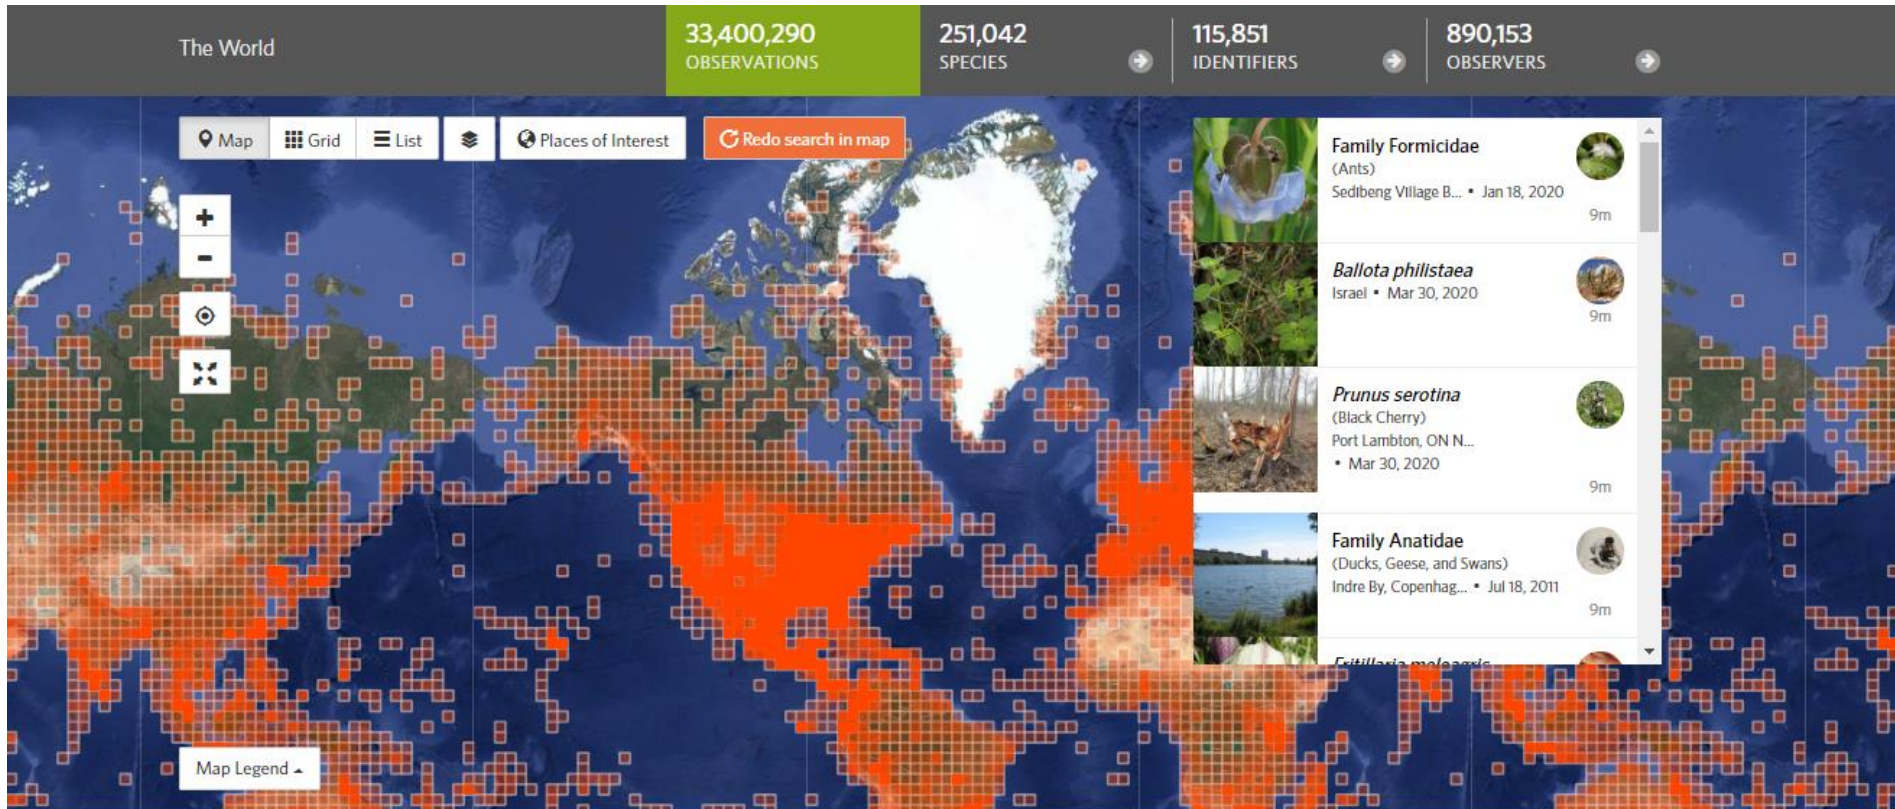 The World
33,400,290
OBSERVATIONS
251,042
SPECIES
115,851
IDENTIFIERS
890,153
OBSERVERS
Map
Grid
List
Places of Interest
Redo search in map
+
-
Family Formicidae
(Ants)
Sedibeng Village B... • Jan 18, 2020
9m
Ballota philistaea
Israel • Mar 30, 2020
9m
Prunus serotina
(Black Cherry)
Port Lambton, ON N...
• Mar 30, 2020
9m
Family Anatidae
(Ducks, Geese, and Swans)
Indre By, Copenhag... • Jul 18, 2011
9m
Fritillaria meleagris
Map Legend